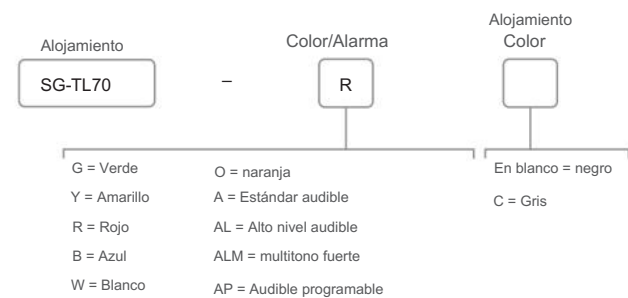 Alojamiento
Color/Alarma
Alojamiento
Color
SG-TL70
–
R
G = Verde
Y = Amarillo
R = Rojo
B = Azul
W = Blanco
O = naranja
A = Estándar audible
AL = Alto nivel audible
ALM = multitono fuerte
AP = Audible programable
En blanco = negro
C = Gris